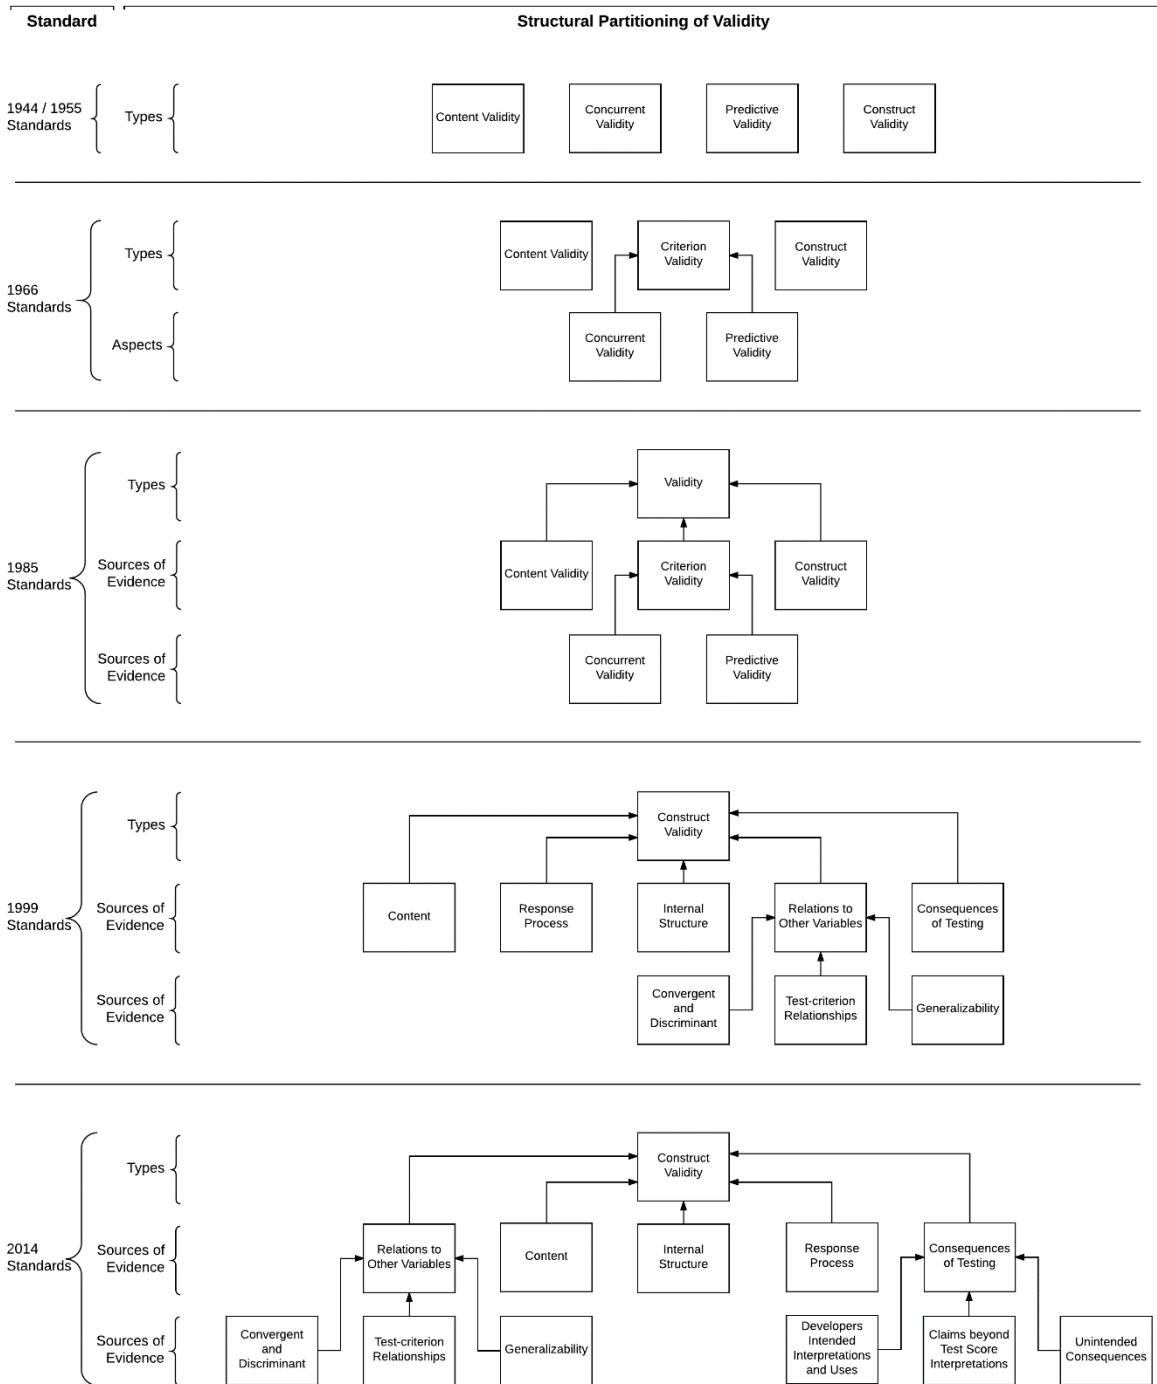 Standard
Structural Partitioning of Validity
1944 / 1955
Standards
Types
Content Validity
Concurrent
Validity
Predictive
Validity
Construct
Validity
1966
Standards
Types
Content Validity
Criterion
Validity
Construct
Validity
Aspects
Concurrent
Validity
Predictive
Validity
1985
Standards
Types
Validity
Sources of
Evidence
Content Validity
Criterion
Validity
Construct
Validity
Sources of
Evidence
Concurrent
Validity
Predictive
Validity
1999
Standards
Types
Construct
Validity
Sources of
Evidence
Content
Response
Process
Internal
Structure
Relations to
Other Variables
Consequences
of Testing
Sources of
Evidence
Convergent
and
Discriminant
Test-criterion
Relationships
Generalizability
2014
Standards
Types
Construct
Validity
Sources of
Evidence
Relations to
Other Variables
Content
Internal
Structure
Response
Process
Consequences
of Testing
Sources of
Evidence
Convergent
and
Discriminant
Test-criterion
Relationships
Generalizability
Developers
Intended
Interpretations
and Uses
Claims beyond
Test Score
Interpretations
Unintended
Consequences